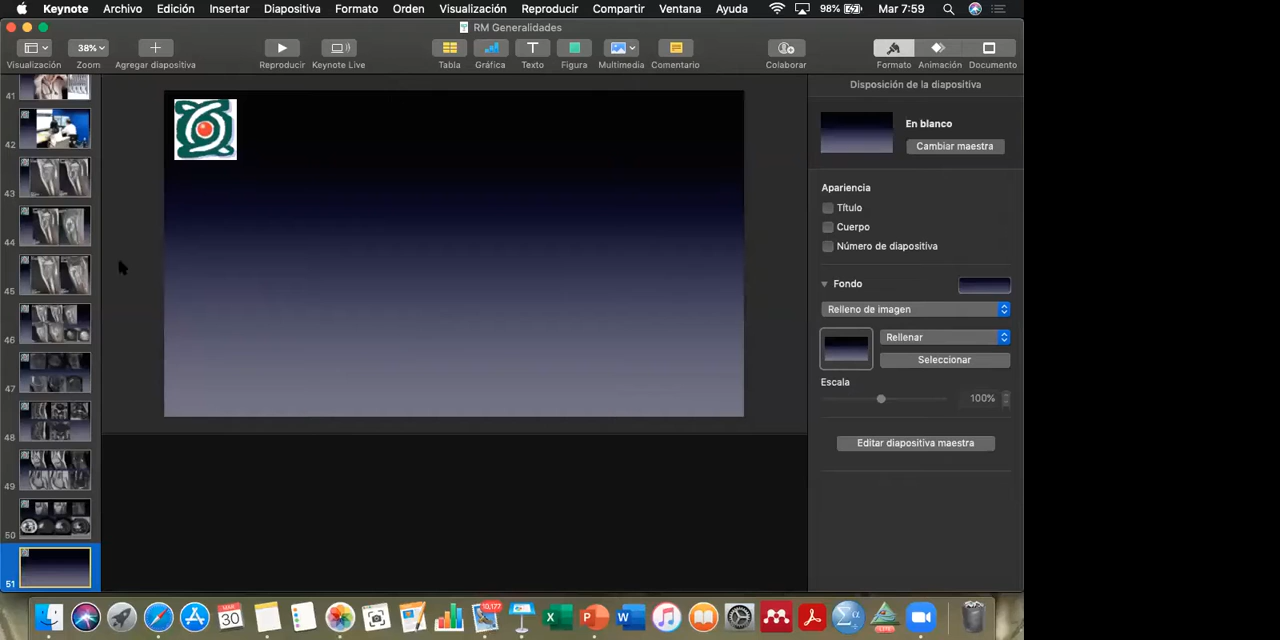 Keynote Archivo Edición Insertar Diapositiva Formato Orden Visualización Reproducir Compartir Ventana Ayuda 98% Mar 7:59
RM Generalidades
38%
Visualización Zoom Agregar diapositiva Reproducir Keynote Live Tabla Gráfica Texto Figura Multimedia Comentario Colaborar Formato Animación Documento
Disposición de la diapositiva
En blanco
Cambiar maestra
Apariencia
Título
Cuerpo
Número de diapositiva
Fondo
Relleno de imagen
Rellenar
Seleccionar
Escala
100%
Editar diapositiva maestra
41
42
43
44
45
46
47
48
49
50
51
MAR
30
10,177